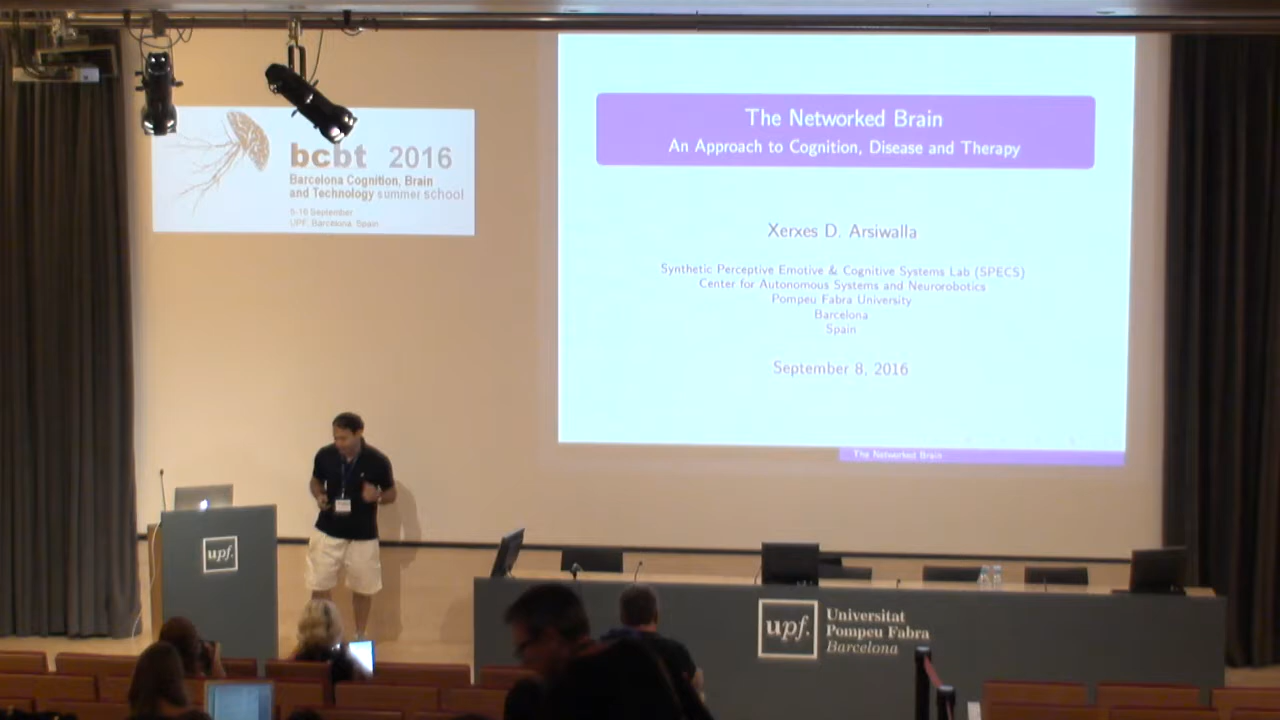 bcbt 2016
Barcelona Cognition, Brain
and Technology summer school
5-16 September
UPF, Barcelona, Spain
The Networked Brain
An Approach to Cognition, Disease and Therapy
Xerxes D. Arsiwalla
Synthetic Perceptive Emotive & Cognitive Systems Lab (SPECS)
Center for Autonomous Systems and Neurorobotics
Pompeu Fabra University
Barcelona
Spain
September 8, 2016
The Networked Brain
upf.
upf.
Universitat
Pompeu Fabra
Barcelona